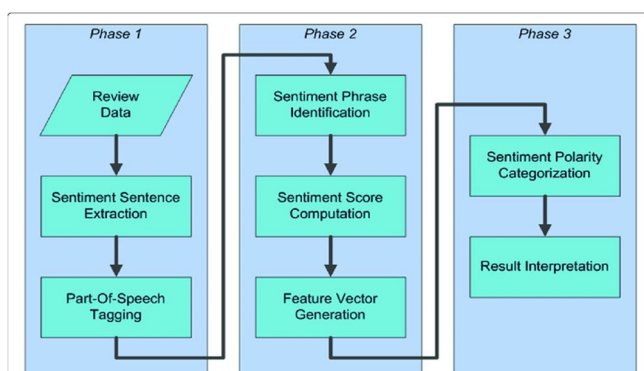 Phase 1
Review
Data
Sentiment Sentence
Extraction
Part-Of-Speech
Tagging
Phase 2
Sentiment Phrase
Identification
Sentiment Score
Computation
Feature Vector
Generation
Phase 3
Sentiment Polarity
Categorization
Result Interpretation